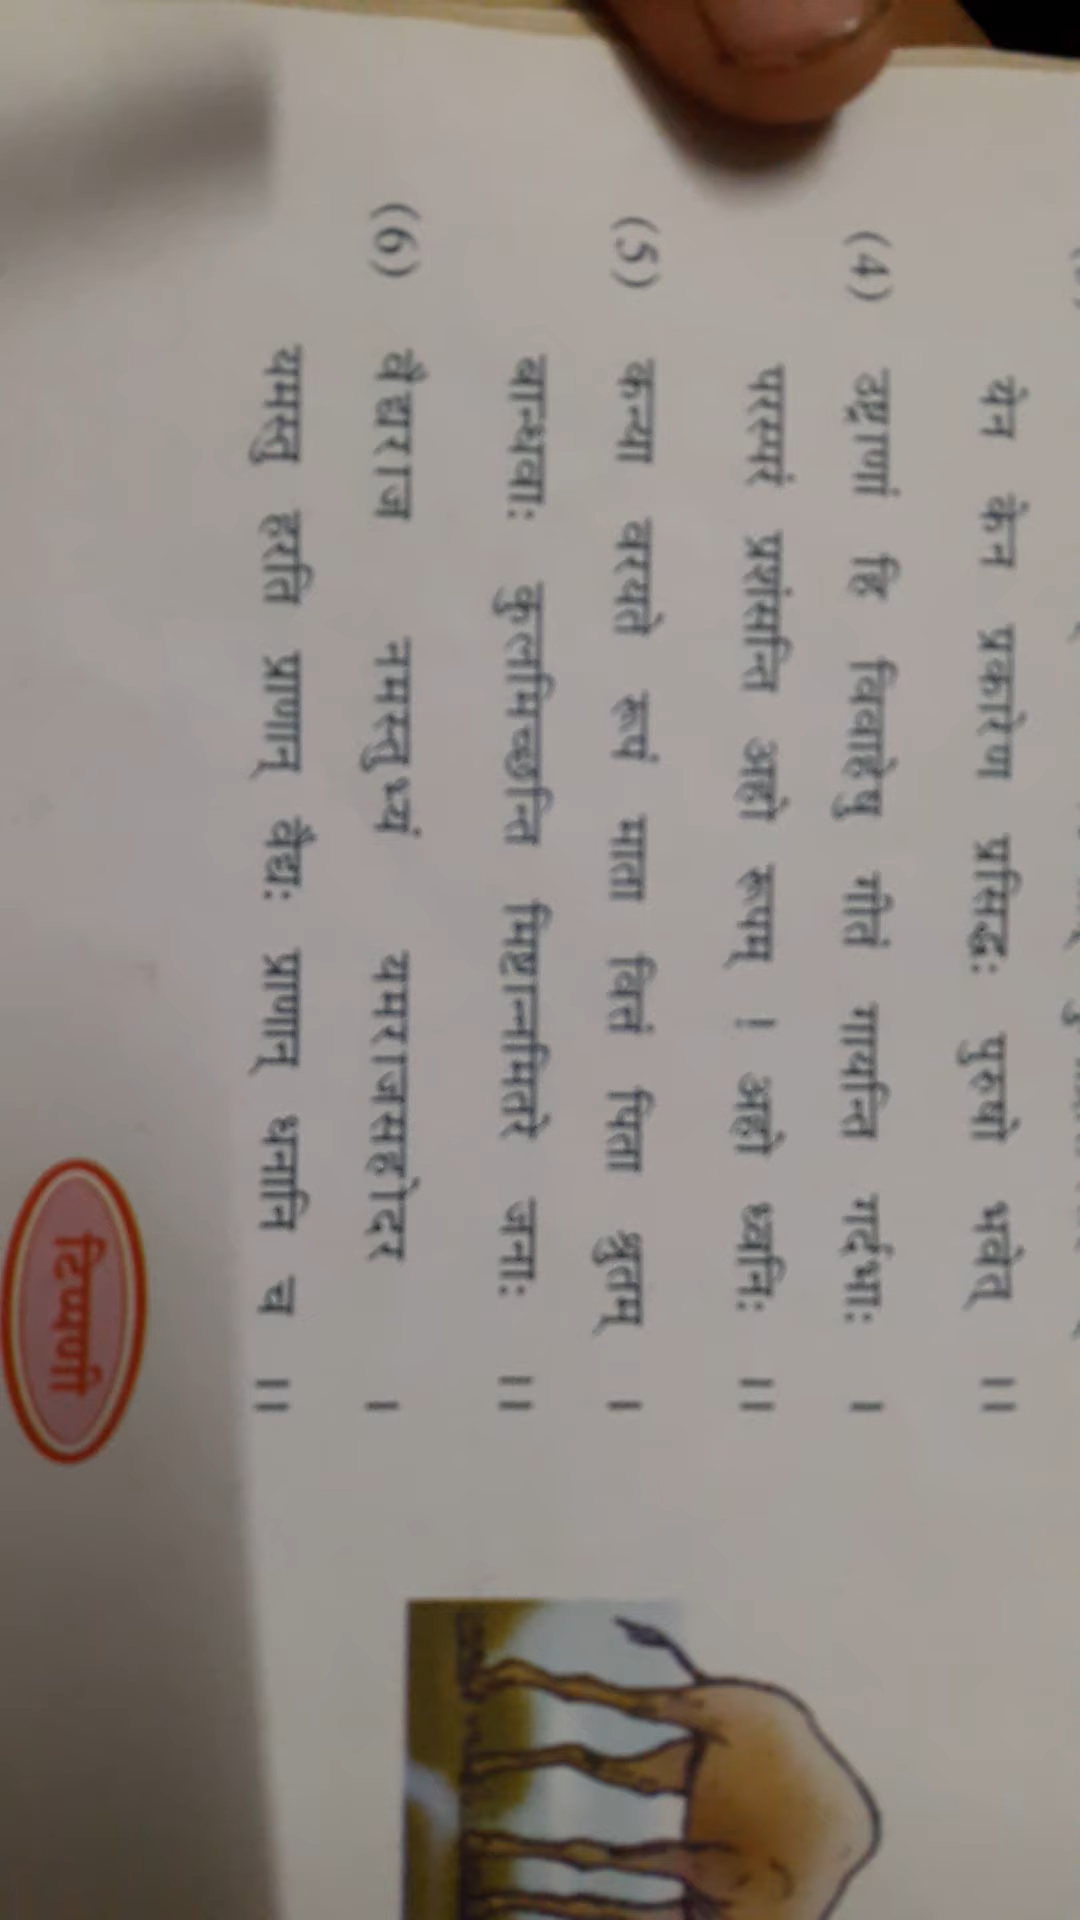 येन केन प्रकारेण प्रसिद्धः पुरुषो भवेत् ।।
(4) उष्ट्राणां हि विवाहेषु गीतं गायन्ति गर्दभाः ।
परस्परं प्रशंसन्ति अहो रूपम् ! अहो ध्वनिः ।।
(5) कन्या वरयते रूपं माता वित्तं पिता श्रुतम् ।
बान्धवाः कुलमिच्छन्ति मिष्टान्नमितरे जनाः ।।
(6) वैद्यराज नमस्तुभ्यं यमराजसहोदर ।
यमस्तु हरति प्राणान् वैद्यः प्राणान् धनानि च ।।
टिप्पणी